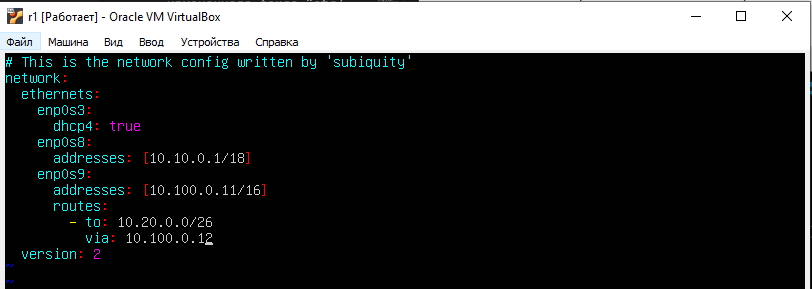 r1 [Работает] - Oracle VM VirtualBox
Файл Машина Вид Ввод Устройства Справка
# This is the network config written by 'subiquity'
network:
  ethernets:
    enp0s3:
      dhcp4: true
    enp0s8:
      addresses: [10.10.0.1/18]
    enp0s9:
      addresses: [10.100.0.11/16]
      routes:
        - to: 10.20.0.0/26
          via: 10.100.0.12
  version: 2
~
~